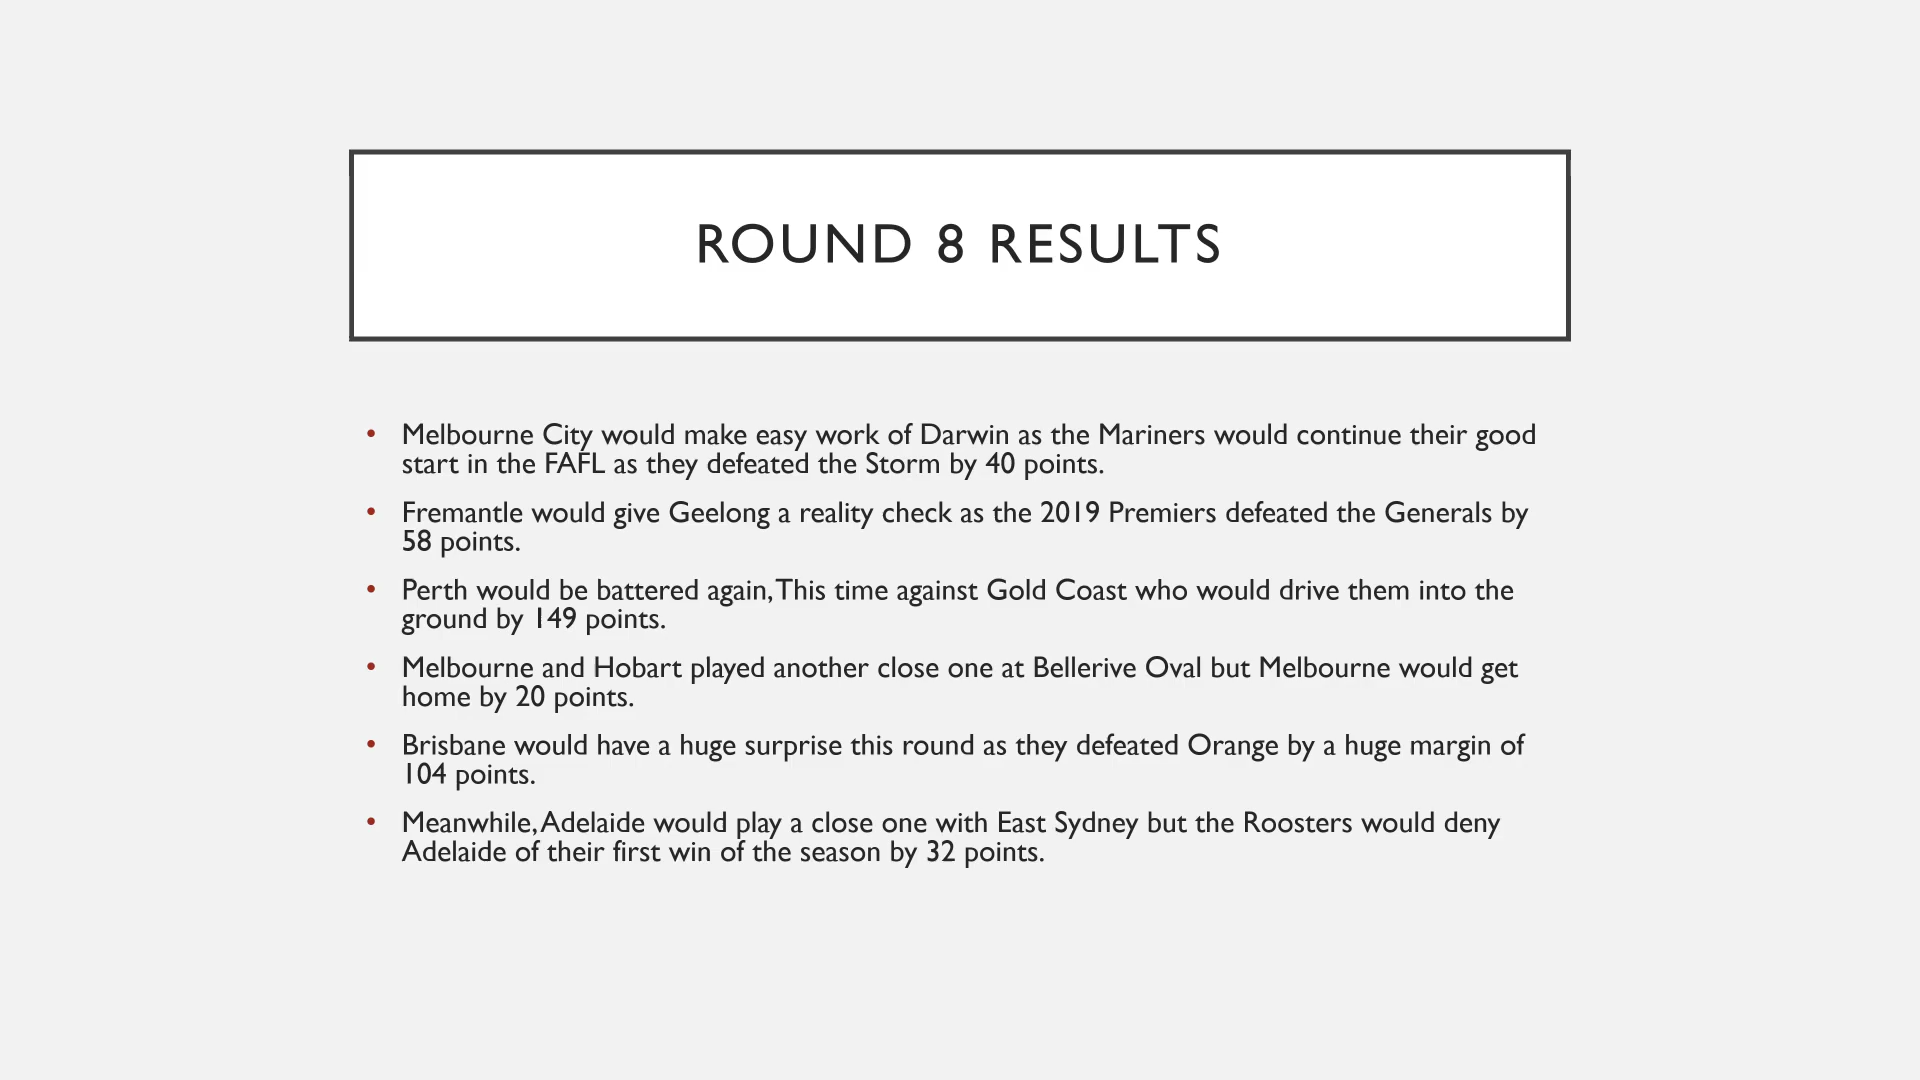 ROUND 8 RESULTS
• Melbourne City would make easy work of Darwin as the Mariners would continue their good
start in the FAFL as they defeated the Storm by 40 points.
• Fremantle would give Geelong a reality check as the 2019 Premiers defeated the Generals by
58 points.
• Perth would be battered again, This time against Gold Coast who would drive them into the
ground by 149 points.
• Melbourne and Hobart played another close one at Bellerive Oval but Melbourne would get
home by 20 points.
• Brisbane would have a huge surprise this round as they defeated Orange by a huge margin of
104 points.
• Meanwhile, Adelaide would play a close one with East Sydney but the Roosters would deny
Adelaide of their first win of the season by 32 points.